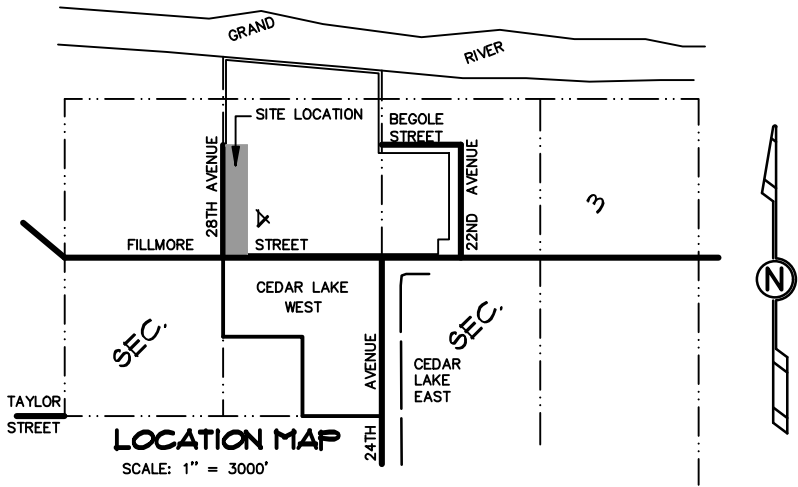 GRAND
RIVER
SITE LOCATION
BEGOLE
STREET
28TH AVENUE
22ND AVENUE
4
3
FILLMORE STREET
CEDAR LAKE
WEST
SEC.
SEC.
24TH AVENUE
CEDAR
LAKE
EAST
TAYLOR
STREET
N
LOCATION MAP
SCALE: 1" = 3000'